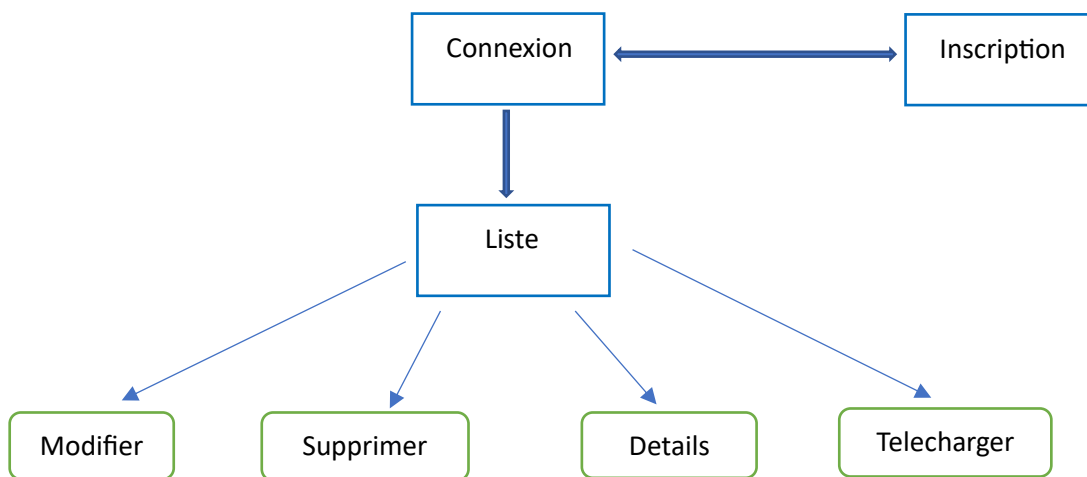 Connexion
Inscription
Liste
Modifier
Supprimer
Details
Telecharger